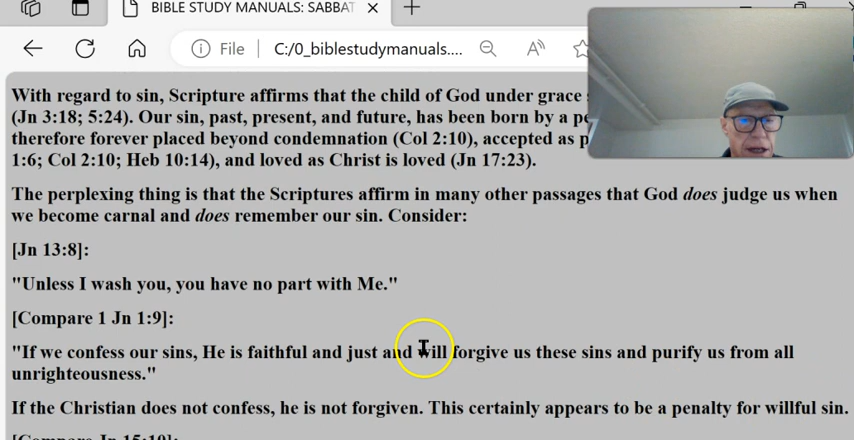 BIBLE STUDY MANUALS: SABBAT
File C:/0_biblestudymanuals....
With regard to sin, Scripture affirms that the child of God under grace
(Jn 3:18; 5:24). Our sin, past, present, and future, has been born by a
therefore forever placed beyond condemnation (Col 2:10), accepted as
1:6; Col 2:10; Heb 10:14), and loved as Christ is loved (Jn 17:23).
The perplexing thing is that the Scriptures affirm in many other passages that God does judge us when
we become carnal and does remember our sin. Consider:
[Jn 13:8]:
"Unless I wash you, you have no part with Me."
[Compare 1 Jn 1:9]:
"If we confess our sins, He is faithful and just and will forgive us these sins and purify us from all
unrighteousness."
If the Christian does not confess, he is not forgiven. This certainly appears to be a penalty for willful sin.
[Compare Jn 15:10]: